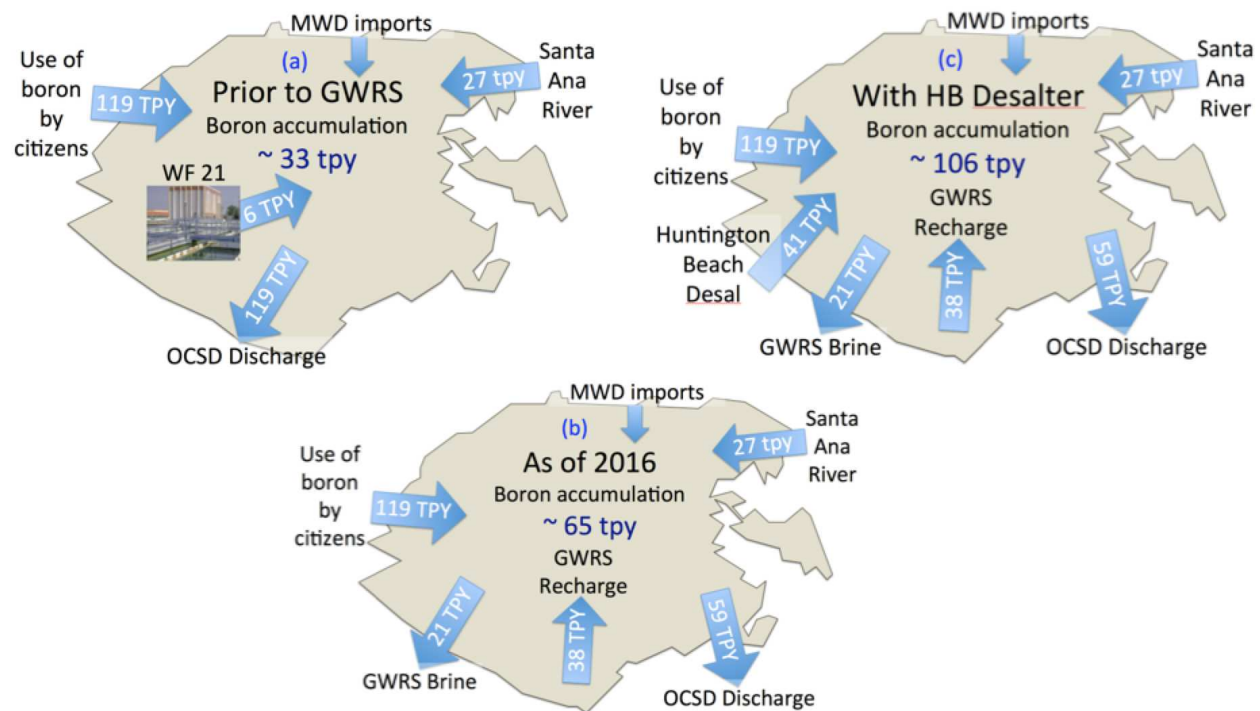 MWD imports
(a)
Use of
boron
by
citizens
119 TPY
Prior to GWRS
Boron accumulation
~ 33 tpy
27 tpy
Santa
Ana
River
WF 21
6 TPY
119 TPY
OCSD Discharge
MWD imports
(c)
Use of
boron
by
citizens
119 TPY
With HB Desalter
Boron accumulation
~ 106 tpy
GWRS
Recharge
27 tpy
Santa
Ana
River
41 TPY
Huntington
Beach
Desal
21 TPY
GWRS Brine
38 TPY
59 TPY
OCSD Discharge
MWD imports
(b)
Use of
boron
by
citizens
119 TPY
As of 2016
Boron accumulation
~ 65 tpy
GWRS
Recharge
27 tpy
Santa
Ana
River
21 TPY
GWRS Brine
38 TPY
59 TPY
OCSD Discharge